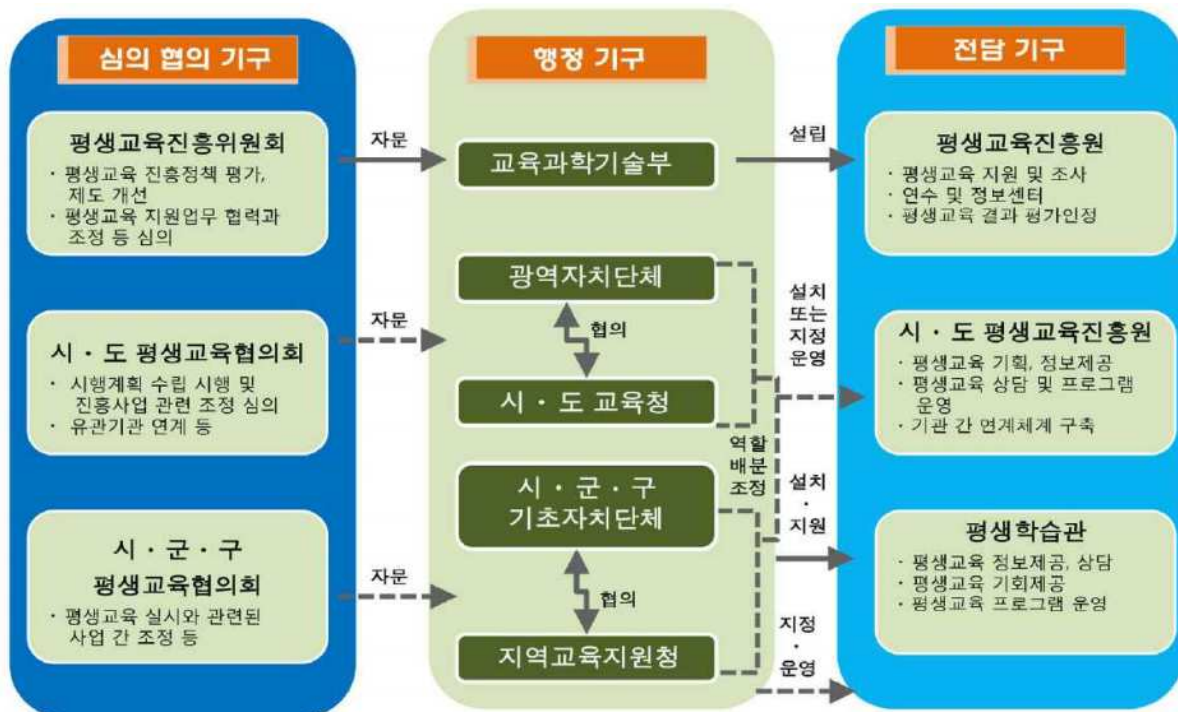 심의 협의 기구
평생교육진흥위원회
· 평생교육 진흥정책 평가,
제도 개선
· 평생교육 지원업무 협력과
조정 등 심의
시 · 도 평생교육협의회
· 시행계획 수립 시행 및
진흥사업 관련 조정 심의
· 유관기관 연계 등
시 · 군 · 구
평생교육협의회
· 평생교육 실시와 관련된
사업 간 조정 등
자문
자문
자문
행정 기구
교육과학기술부
광역자치단체
협의
시 · 도 교육청
시 · 군 · 구
기초자치단체
협의
지역교육지원청
설립
설치
또는
지정
운영
역할
배분
조정
설치
·
지원
지정
·
운영
전담 기구
평생교육진흥원
· 평생교육 지원 및 조사
· 연수 및 정보센터
· 평생교육 결과 평가인정
시 · 도 평생교육진흥원
· 평생교육 기획, 정보제공
· 평생교육 상담 및 프로그램
운영
· 기관 간 연계체계 구축
평생학습관
· 평생교육 정보제공, 상담
· 평생교육 기회제공
· 평생교육 프로그램 운영